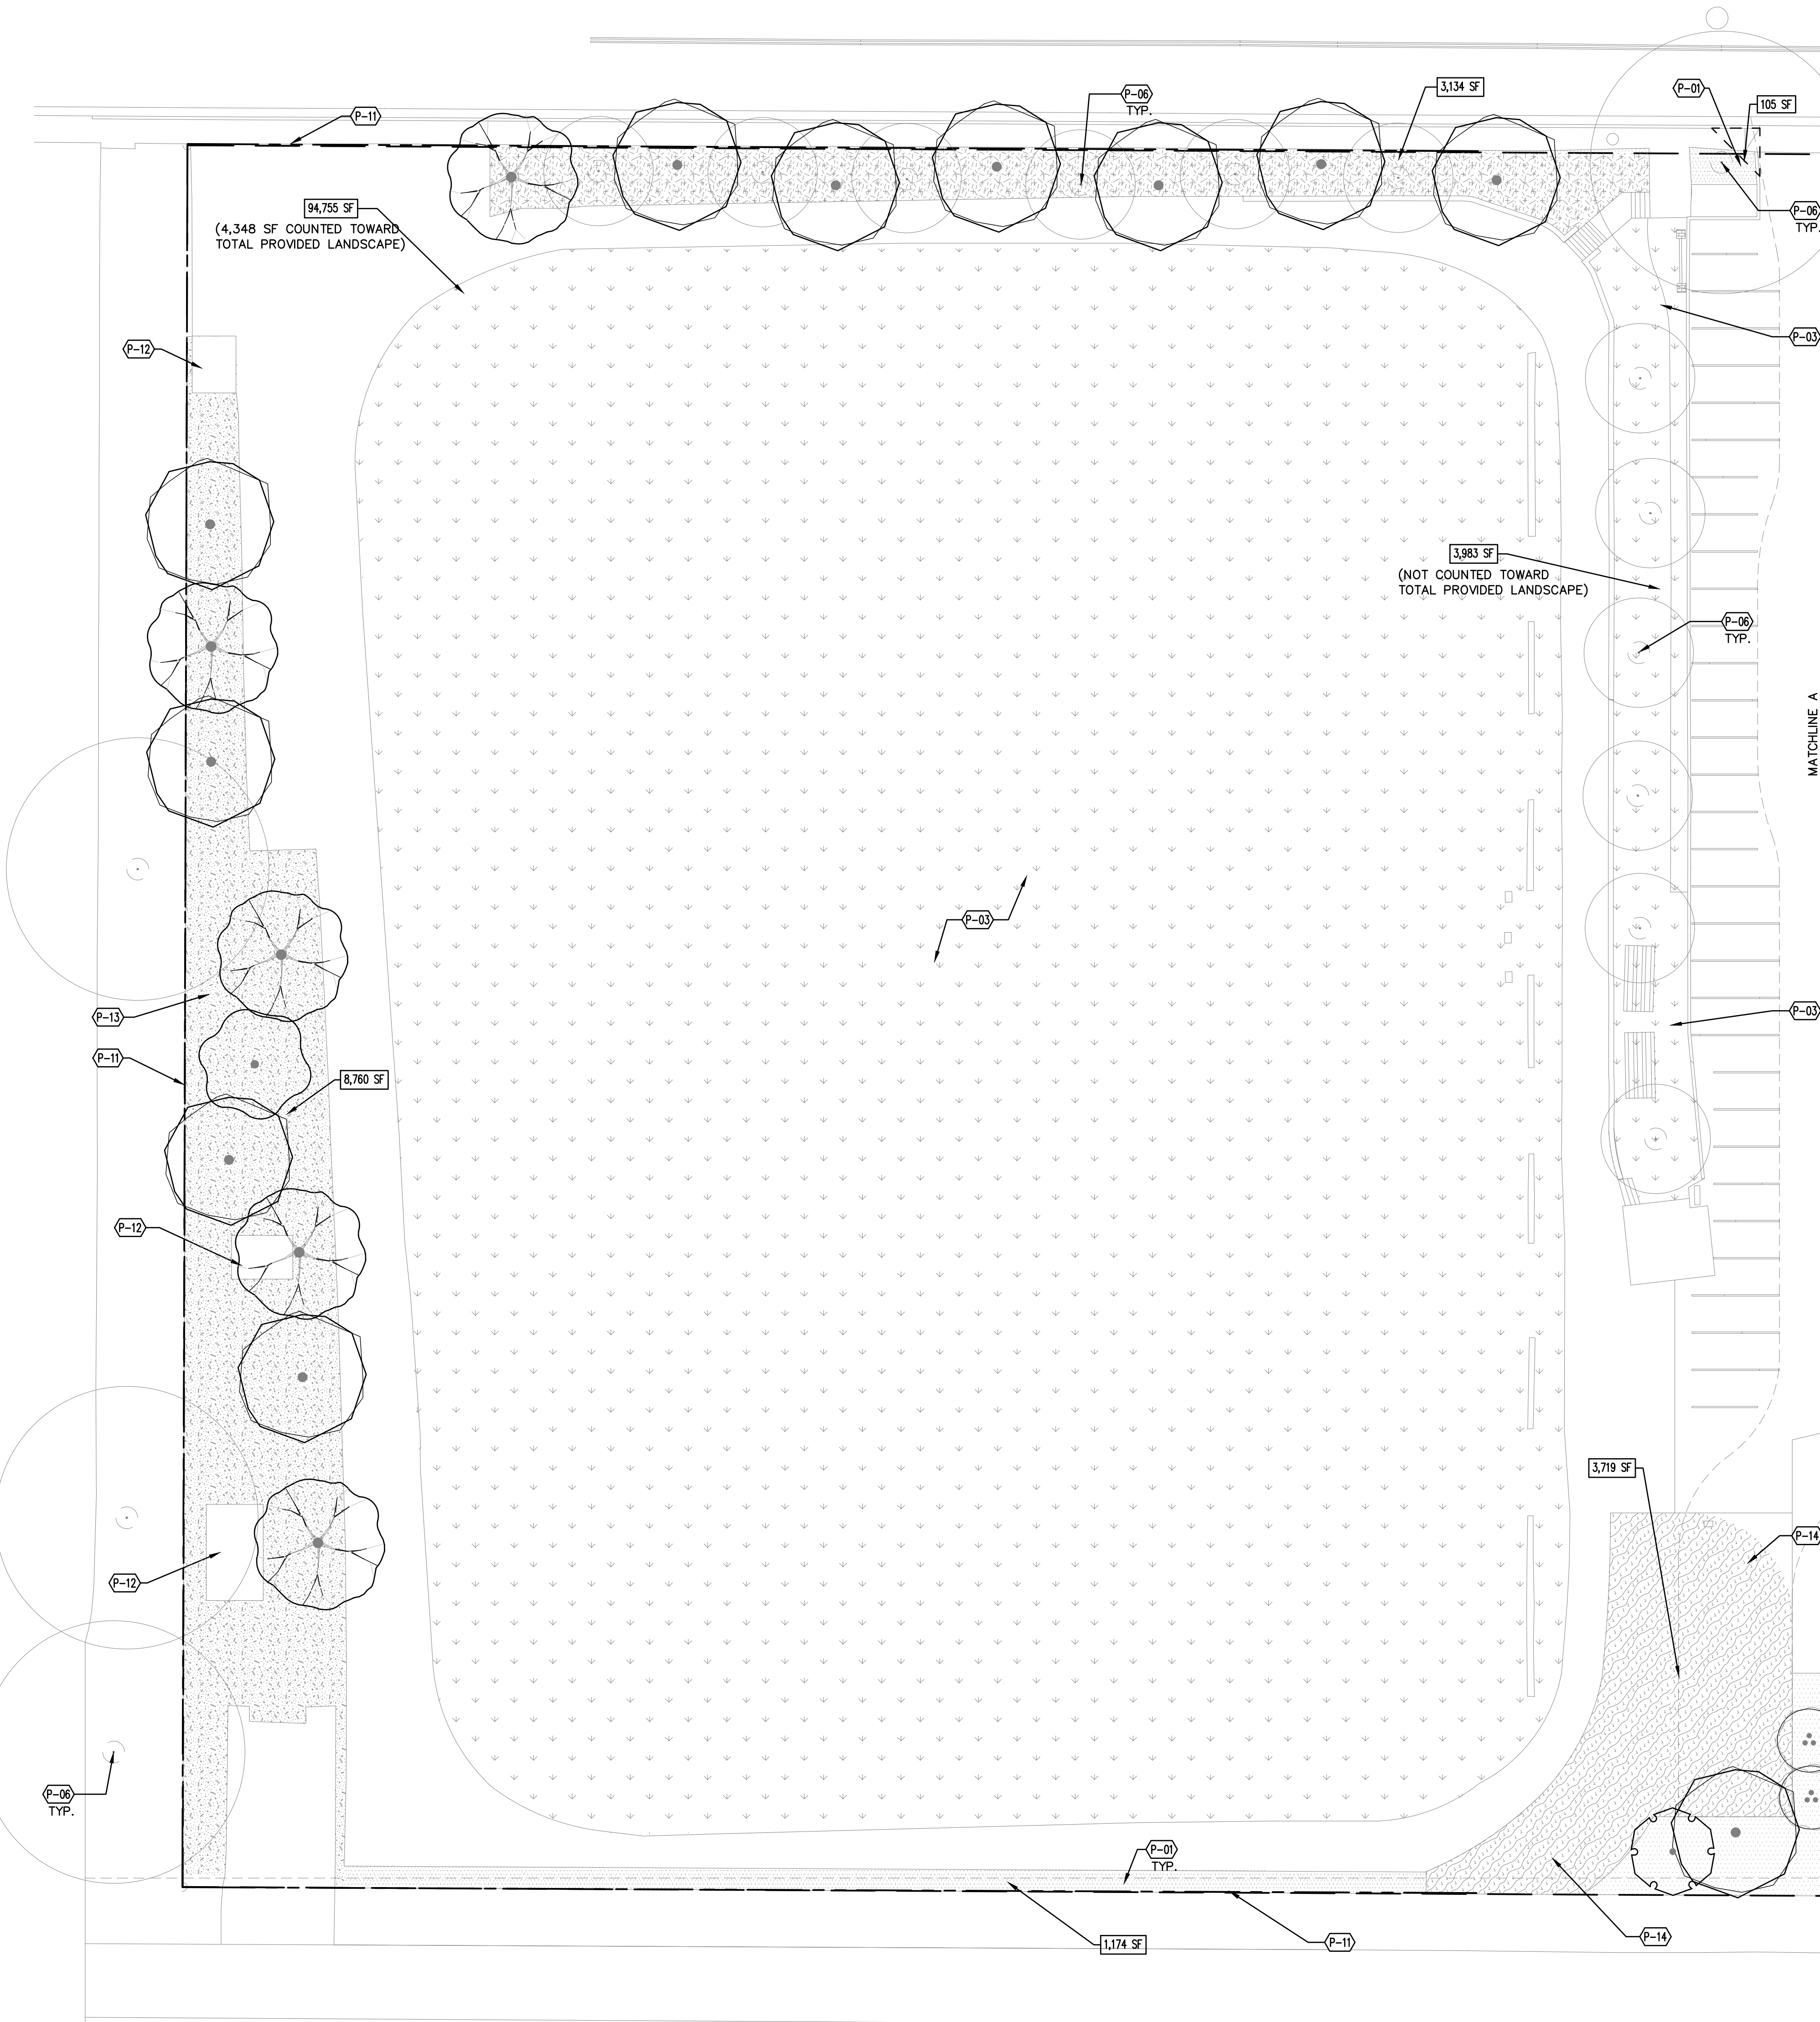 P-01
3,134 SF
P-06
TYP.
105 SF
P-11
94,755 SF
(4,348 SF COUNTED TOWARD
TOTAL PROVIDED LANDSCAPE)
P-06
TYP.
P-03
P-12
3,983 SF
(NOT COUNTED TOWARD
TOTAL PROVIDED LANDSCAPE)
P-06
TYP.
MATCHLINE A
P-03
P-13
P-03
P-11
8,760 SF
P-12
3,719 SF
P-14
P-12
P-06
TYP.
P-01
TYP.
P-14
1,174 SF
P-11